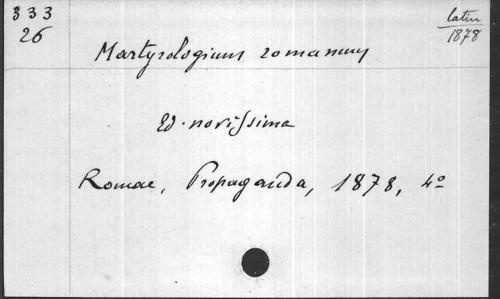 333
26
latin
1878
Martyrologium romanum
Ed. novissima
Romae, Propaganda, 1878, 4º